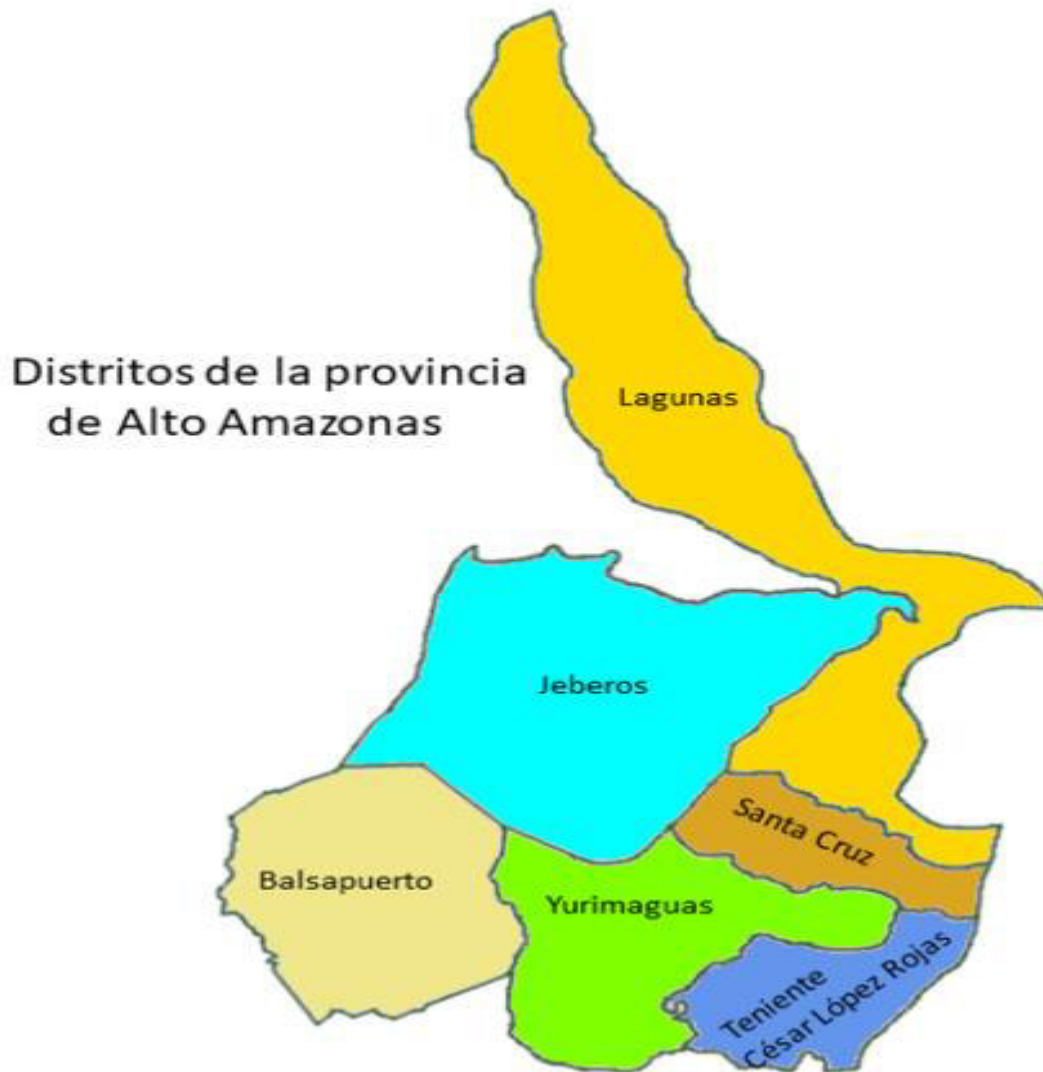 Distritos de la provincia
de Alto Amazonas
Lagunas
Jeberos
Santa Cruz
Balsapuerto
Yurimaguas
Teniente
César López Rojas